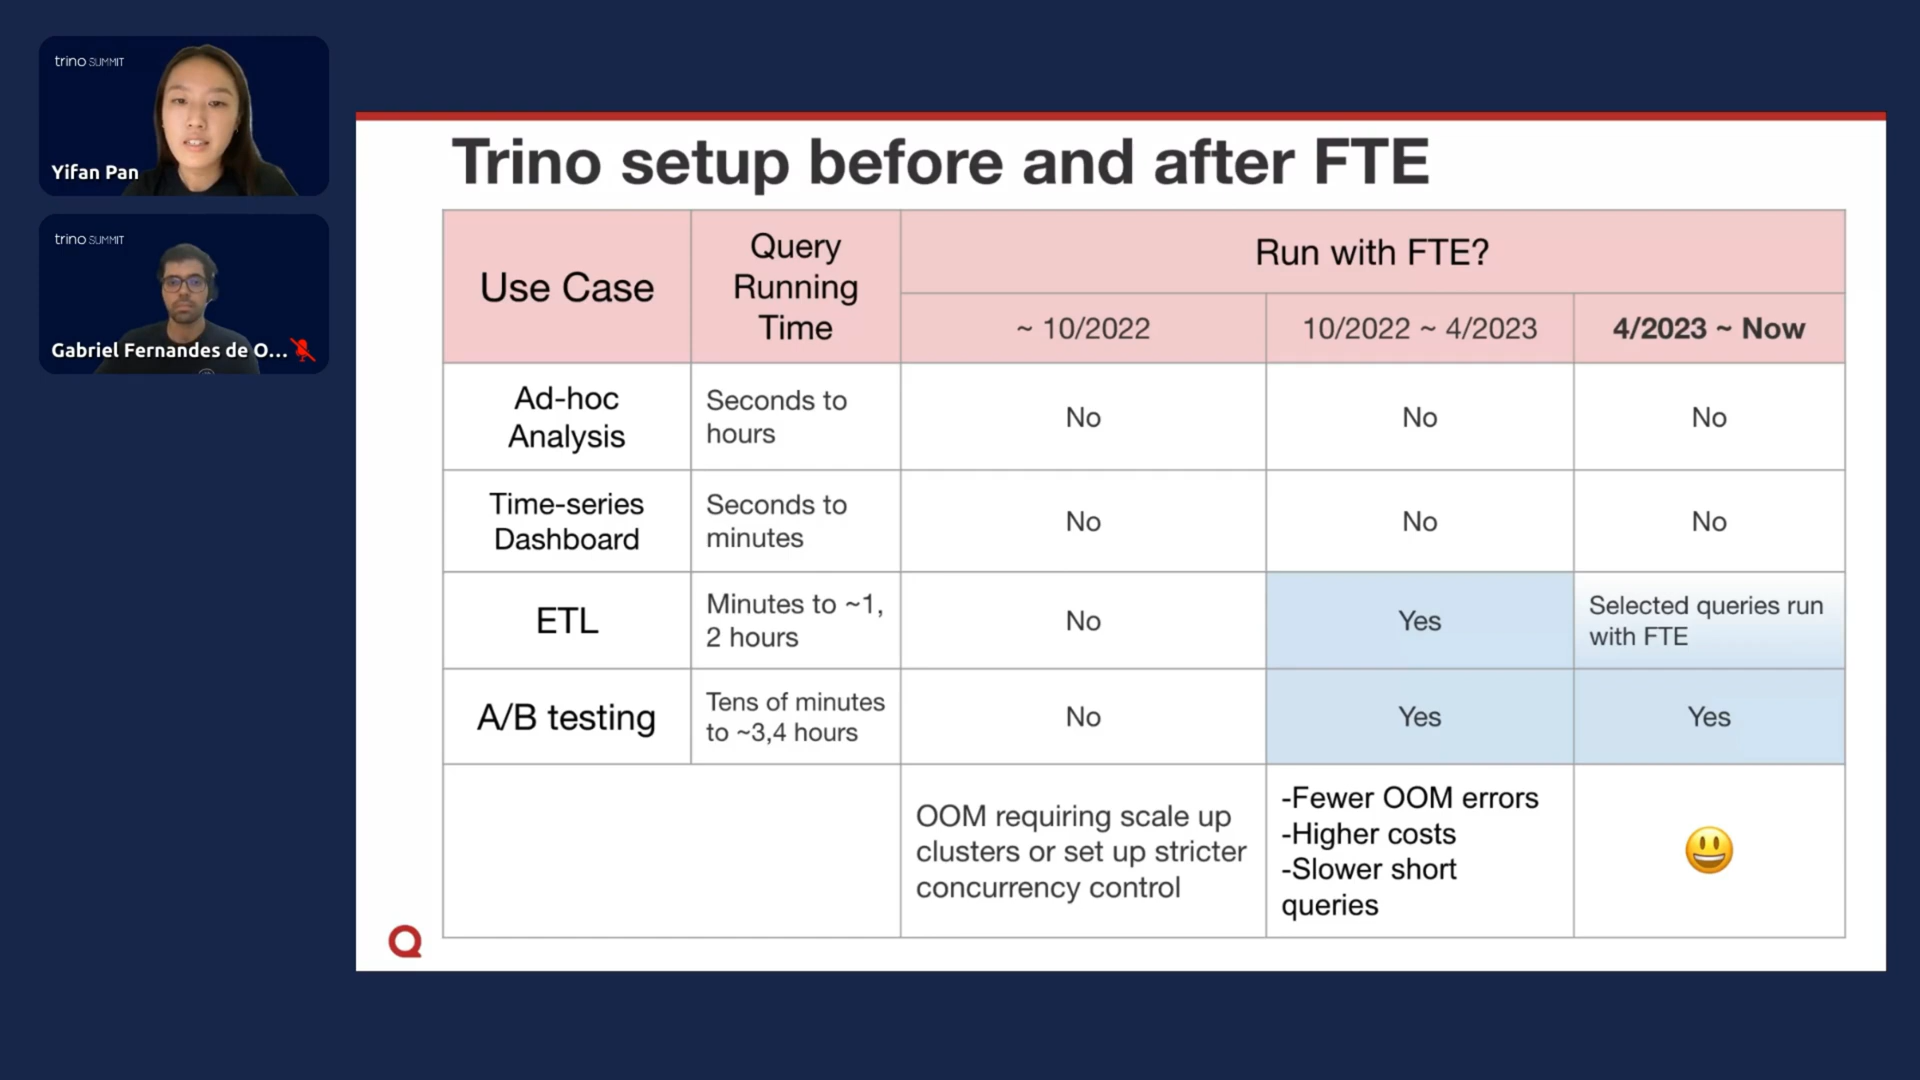 trino SUMMIT
Yifan Pan
trino SUMMIT
Gabriel Fernandes de O...
Trino setup before and after FTE
Use Case
Query
Running
Time
Run with FTE?
~ 10/2022
10/2022 ~ 4/2023
4/2023 ~ Now
Ad-hoc
Analysis
Seconds to
hours
No
No
No
Time-series
Dashboard
Seconds to
minutes
No
No
No
ETL
Minutes to ~1,
2 hours
No
Yes
Selected queries run
with FTE
A/B testing
Tens of minutes
to ~3,4 hours
No
Yes
Yes
OOM requiring scale up
clusters or set up stricter
concurrency control
-Fewer OOM errors
-Higher costs
-Slower short
queries
Q